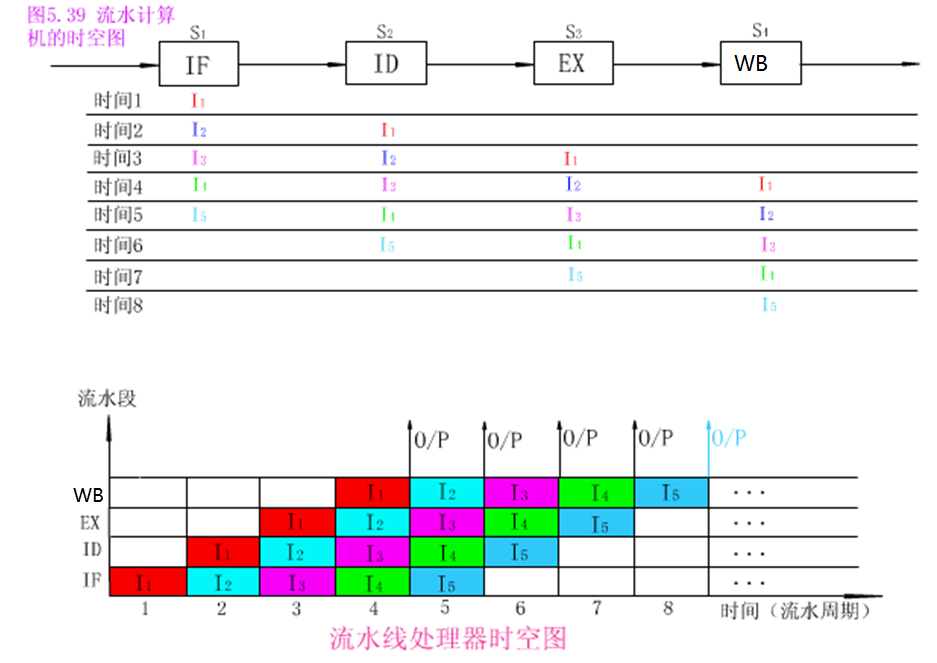 图5.39 流水计算
机的时空图
S1 S2 S3 S4
IF ID EX WB
时间1 I1
时间2 I2 I1
时间3 I3 I2 I1
时间4 I4 I3 I2 I1
时间5 I5 I4 I3 I2
时间6 I5 I4 I3
时间7 I5 I4
时间8 I5
流水段
O/P O/P O/P O/P O/P
WB I1 I2 I3 I4 I5 ···
EX I1 I2 I3 I4 I5 ···
ID I1 I2 I3 I4 I5 ···
IF I1 I2 I3 I4 I5 ···
1 2 3 4 5 6 7 8 时间（流水周期）
流水线处理器时空图